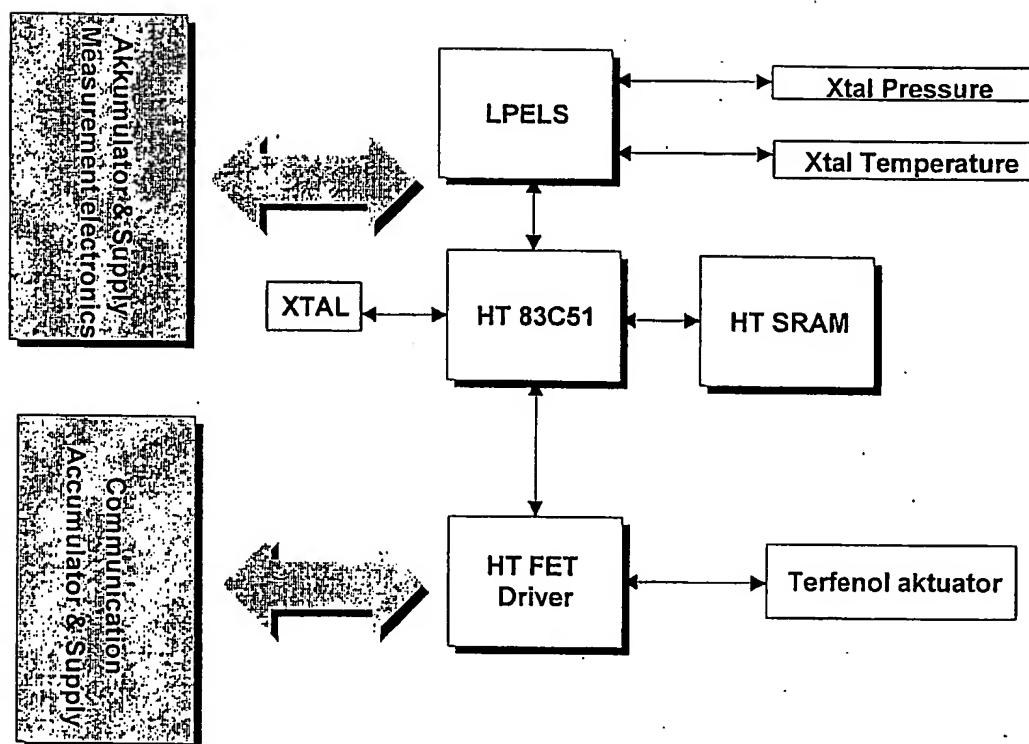 Akkumulator & Supply
Measurement electronics
LPELS
Xtal Pressure
Xtal Temperature
XTAL
HT 83C51
HT SRAM
Communication
Accumulator & Supply
HT FET
Driver
Terfenol aktuator